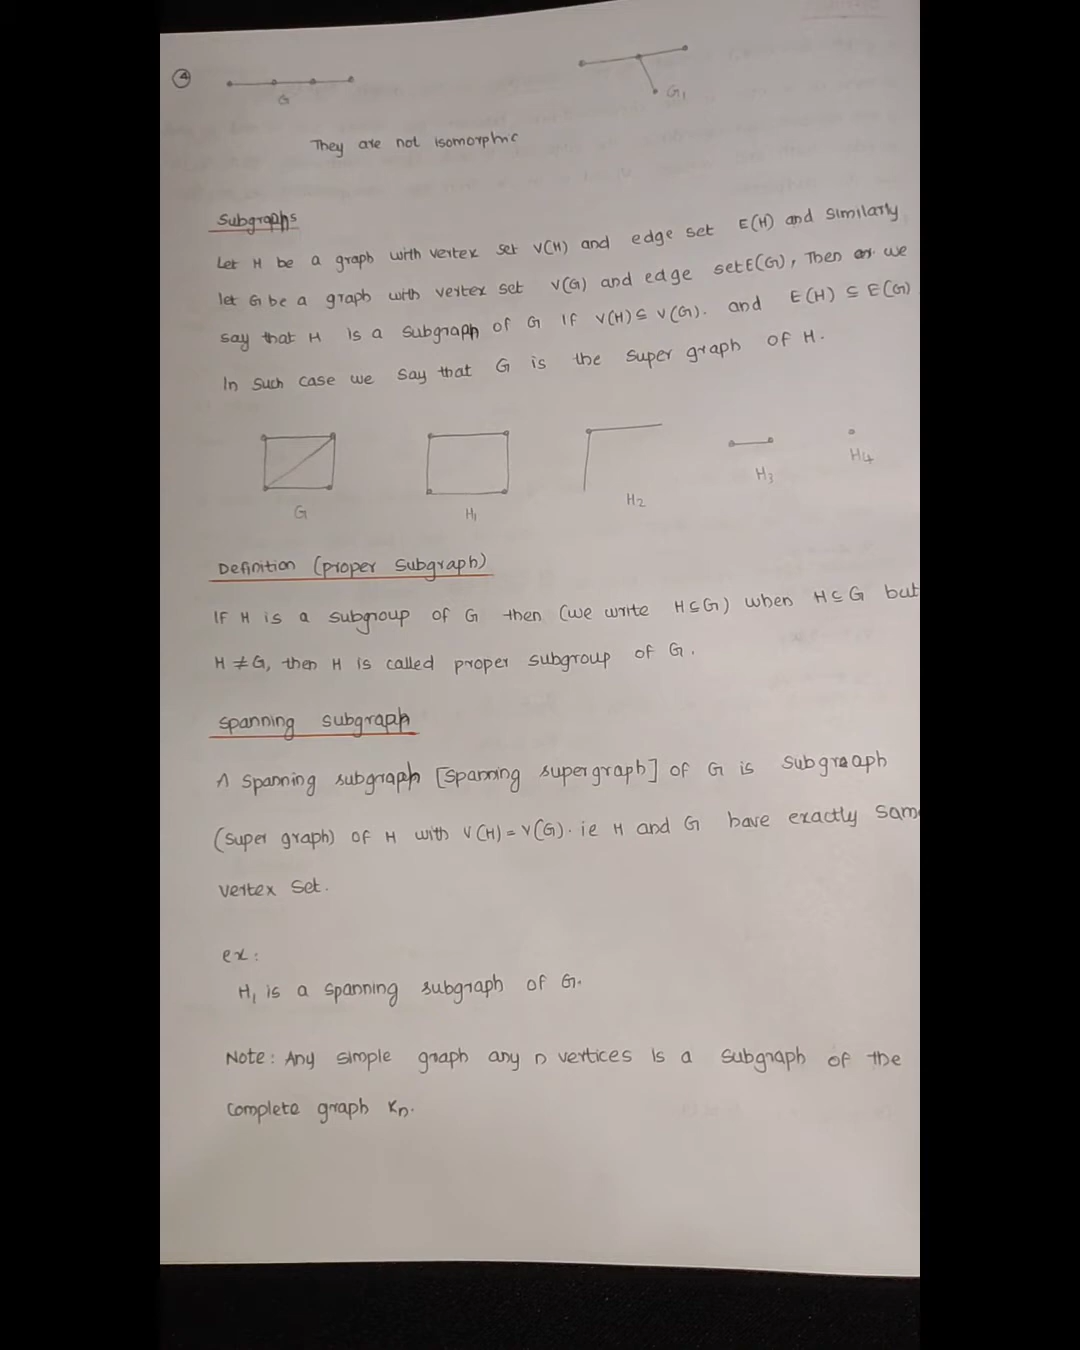 ④
G
G₁
They are not isomorphic
Subgraphs
Let H be a graph with vertex set V(H) and edge set E(H) and similarly
let G be a graph with vertex set V(G) and edge set E(G), Then we
say that H is a subgraph of G if V(H) ⊆ V(G). and E(H) ⊆ E(G)
In such case we say that G is the super graph of H.
G H₁ H₂ H₃ H₄
Definition (proper subgraph)
If H is a subgroup of G then (we write H⊆G) when H⊆G but
H≠G, then H is called proper subgroup of G.
Spanning subgraph
A spanning subgraph [spanning supergraph] of G is subgraaph
(super graph) of H with V(H) = V(G). ie H and G have exactly sam
vertex set.
ex:
H₁ is a spanning subgraph of G.
Note: Any simple graph any n vertices is a subgraph of the
complete graph Kn.